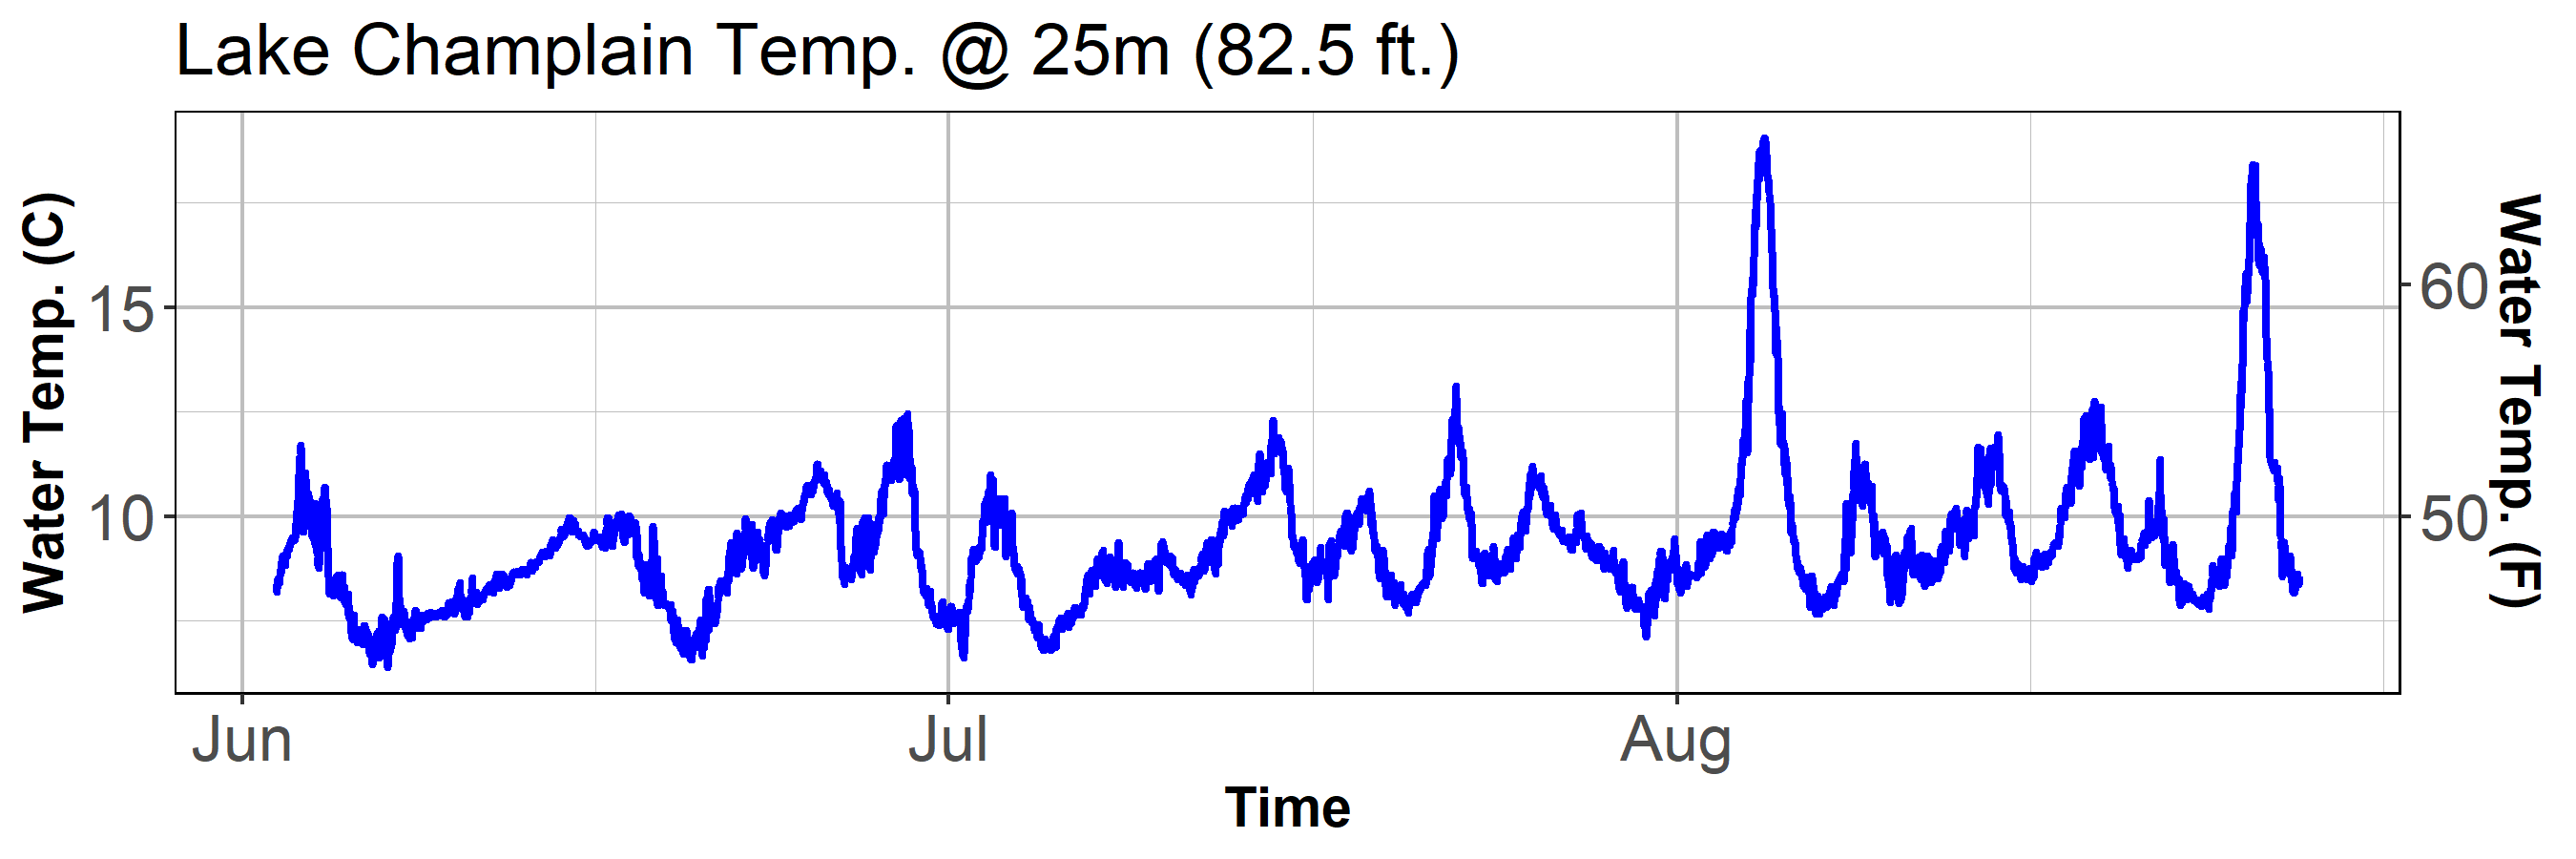 Lake Champlain Temp. @ 25m (82.5 ft.)
Water Temp. (C)
15
10
60
50
Water Temp. (F)
Jun
Jul
Aug
Time